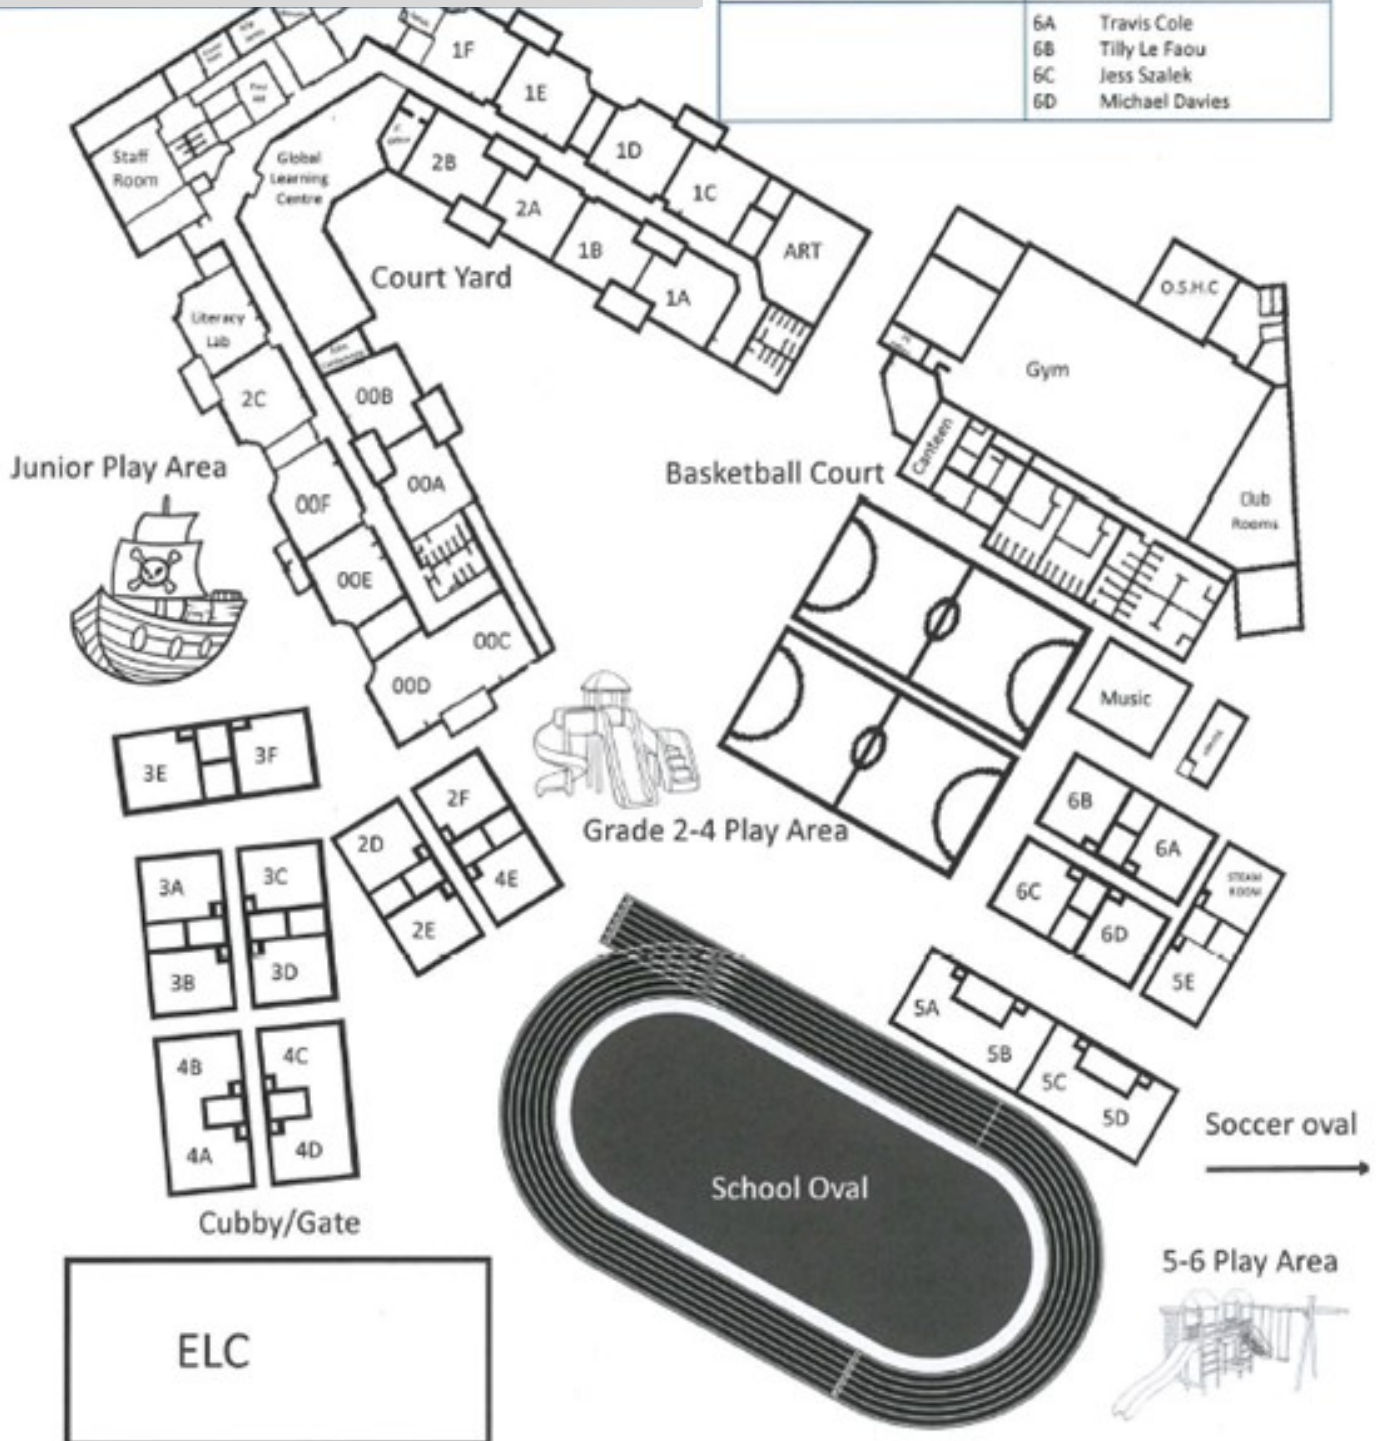 6A Travis Cole
6B Tilly Le Faou
6C Jess Szalek
6D Michael Davies
1F
1E
1D
1C
ART
Staff
Room
Global
Learning
Centre
2B
2A
1B
1A
Court Yard
Literacy
Lab
2C
00B
00A
00F
00E
00C
00D
O.S.H.C
Gym
Canteen
Club
Rooms
Junior Play Area
Basketball Court
Music
3E
3F
2F
2D
4E
2E
Grade 2-4 Play Area
3A
3C
3B
3D
4B
4C
4A
4D
6B
6A
6C
6D
STEAM
ROOM
5E
5A
5B
5C
5D
Soccer oval
School Oval
Cubby/Gate
5-6 Play Area
ELC